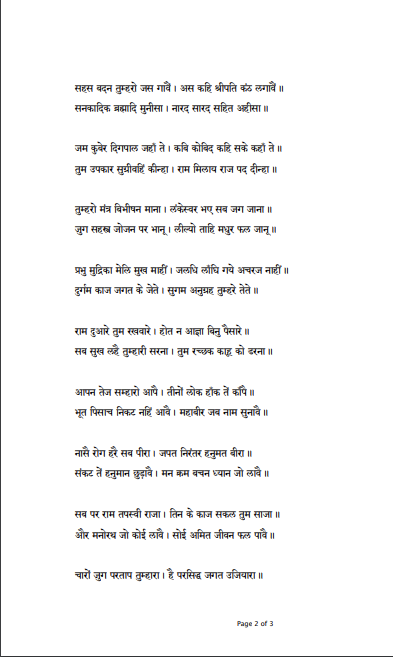 सहस बदन तुम्हरो जस गावैं । अस कहि श्रीपति कंठ लगावैं ॥
सनकादिक ब्रह्मादि मुनीसा । नारद सारद सहित अहीसा ॥
जम कुबेर दिगपाल जहाँ ते । कबि कोबिद कहि सके कहाँ ते ॥
तुम उपकार सुग्रीवहिं कीन्हा । राम मिलाय राज पद दीन्हा ॥
तुम्हरो मंत्र बिभीषन माना । लंकेस्वर भए सब जग जाना ॥
जुग सहस्त्र जोजन पर भानू । लील्यो ताहि मधुर फल जानू ॥
प्रभु मुद्रिका मेलि मुख माहीं । जलधि लाँघि गये अचरज नाहीं ॥
दुर्गम काज जगत के जेते । सुगम अनुग्रह तुम्हरे तेते ॥
राम दुआरे तुम रखवारे । होत न आज्ञा बिनु पैसारे ॥
सब सुख लहै तुम्हारी सरना । तुम रच्छक काहू को डरना ॥
आपन तेज सम्हारो आपै । तीनों लोक हाँक तें काँपै ॥
भूत पिसाच निकट नहिं आवै । महाबीर जब नाम सुनावै ॥
नासै रोग हरै सब पीरा । जपत निरंतर हनुमत बीरा ॥
संकट तें हनुमान छुड़ावै । मन क्रम बचन ध्यान जो लावै ॥
सब पर राम तपस्वी राजा । तिन के काज सकल तुम साजा ॥
और मनोरथ जो कोई लावै । सोई अमित जीवन फल पावै ॥
चारों जुग परताप तुम्हारा । है परसिद्ध जगत उजियारा ॥
Page 2 of 3